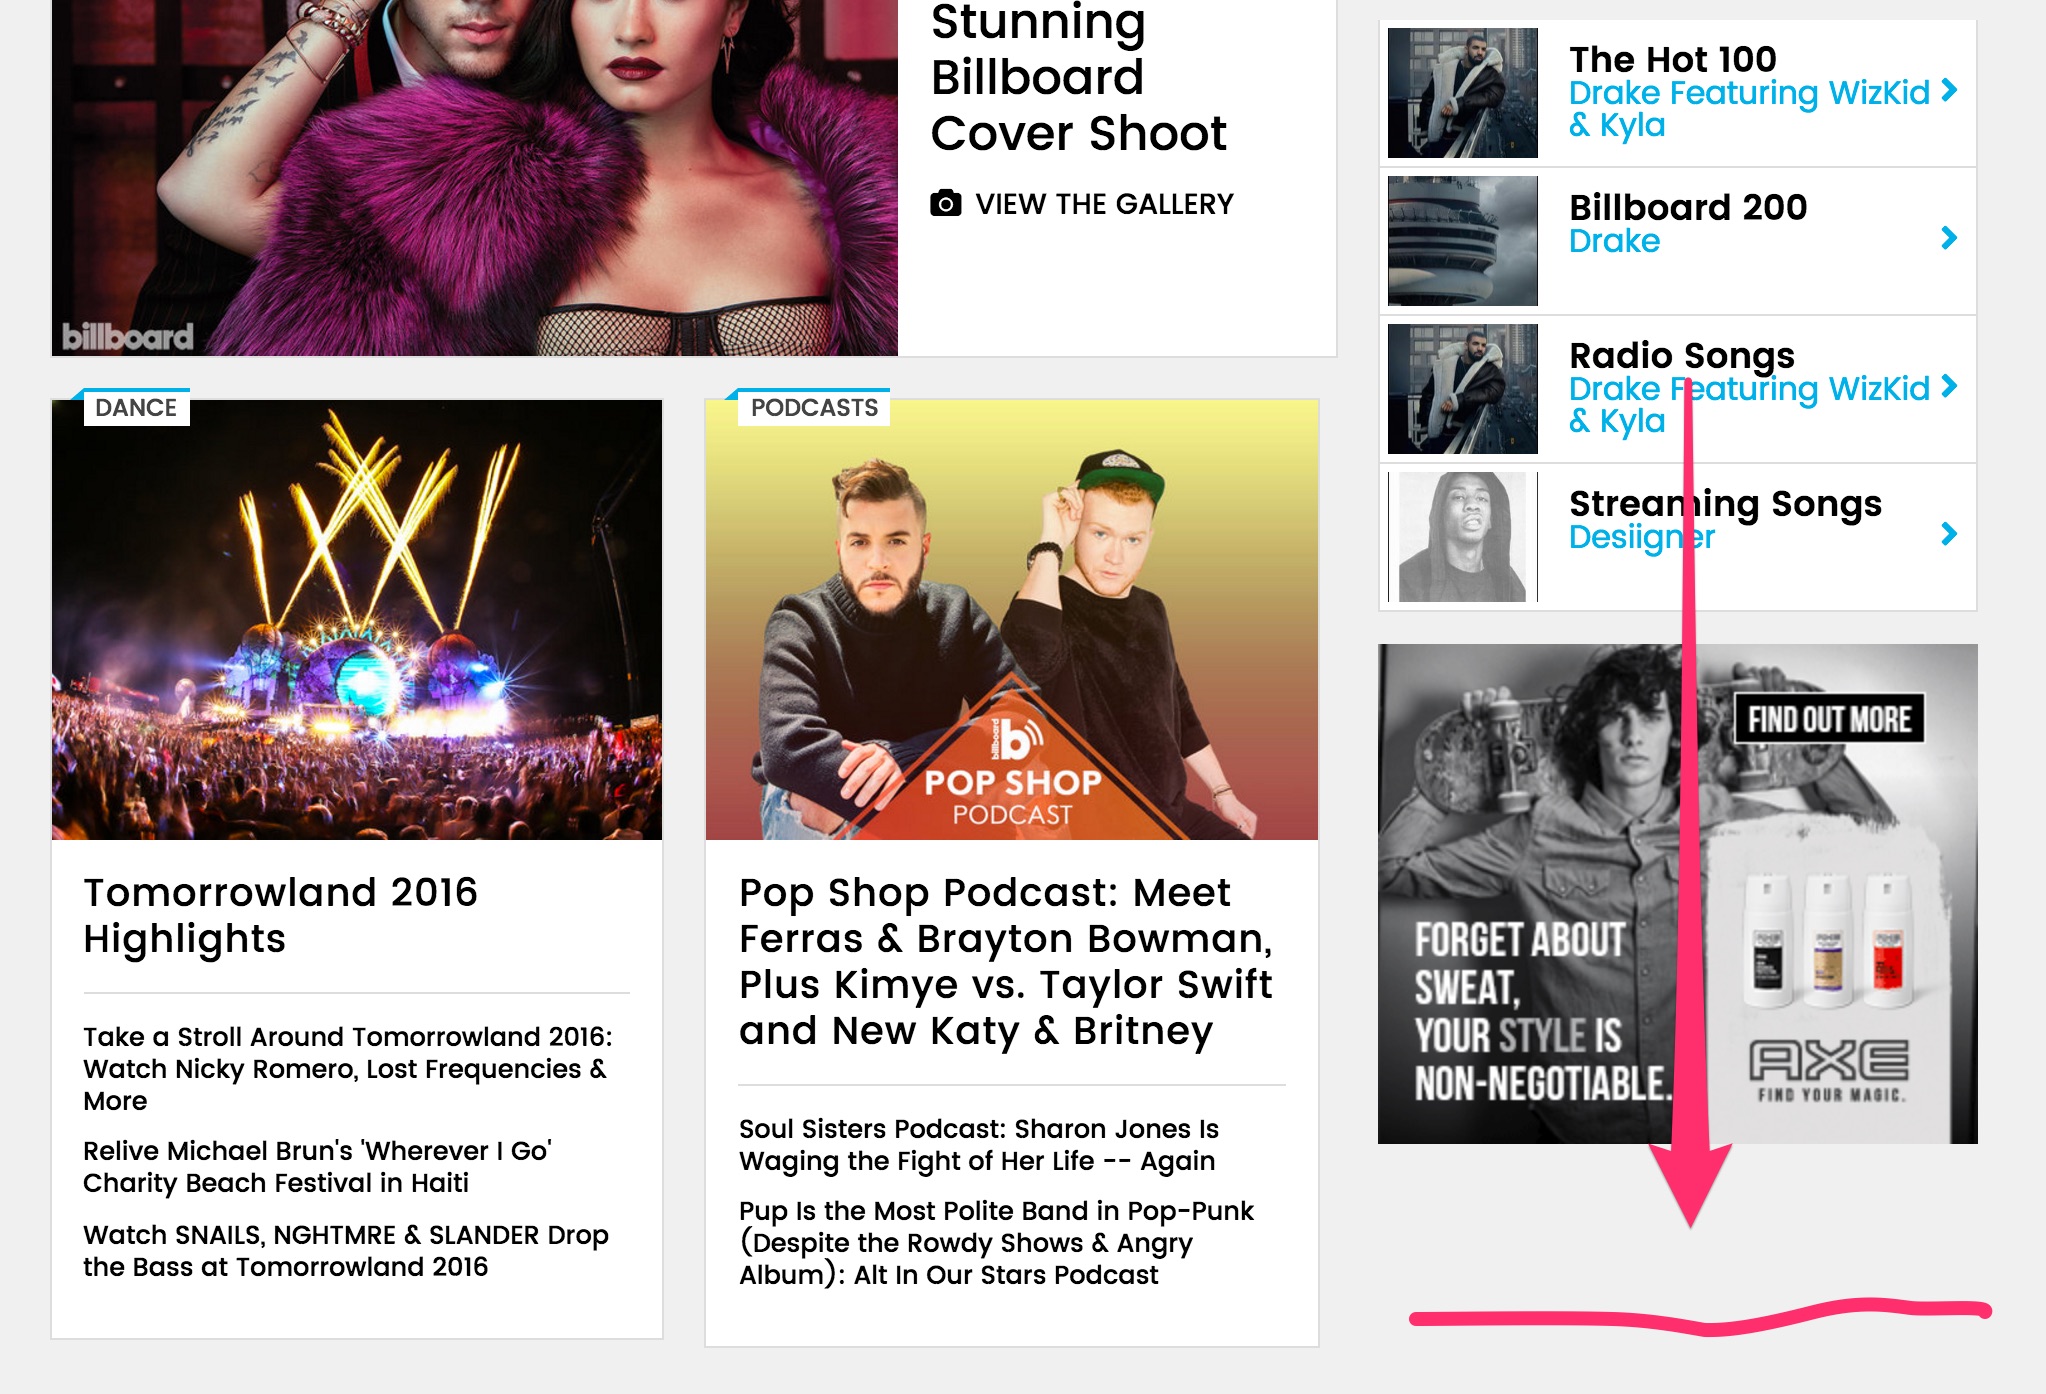 Stunning
Billboard
Cover Shoot
VIEW THE GALLERY
billboard
The Hot 100
Drake Featuring WizKid
& Kyla
Billboard 200
Drake
Radio Songs
Drake Featuring WizKid
& Kyla
Streaming Songs
Desiigner
DANCE
Tomorrowland 2016
Highlights
Take a Stroll Around Tomorrowland 2016:
Watch Nicky Romero, Lost Frequencies &
More
Relive Michael Brun's 'Wherever I Go'
Charity Beach Festival in Haiti
Watch SNAILS, NGHTMRE & SLANDER Drop
the Bass at Tomorrowland 2016
PODCASTS
billboard
b
POP SHOP
PODCAST
Pop Shop Podcast: Meet
Ferras & Brayton Bowman,
Plus Kimye vs. Taylor Swift
and New Katy & Britney
Soul Sisters Podcast: Sharon Jones Is
Waging the Fight of Her Life -- Again
Pup Is the Most Polite Band in Pop-Punk
(Despite the Rowdy Shows & Angry
Album): Alt In Our Stars Podcast
FIND OUT MORE
FORGET ABOUT
SWEAT,
YOUR STYLE IS
NON-NEGOTIABLE.
AXE
FIND YOUR MAGIC.